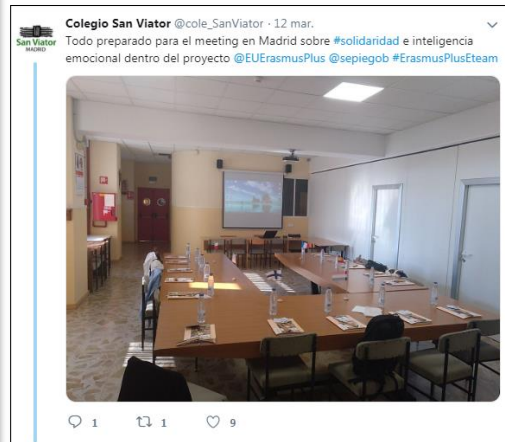 Colegio San Viator @cole_SanViator · 12 mar.
Todo preparado para el meeting en Madrid sobre #solidaridad e inteligencia
emocional dentro del proyecto @EUErasmusPlus @sepiegob #ErasmusPlusEteam
San Viator
MADRID
1 1 9